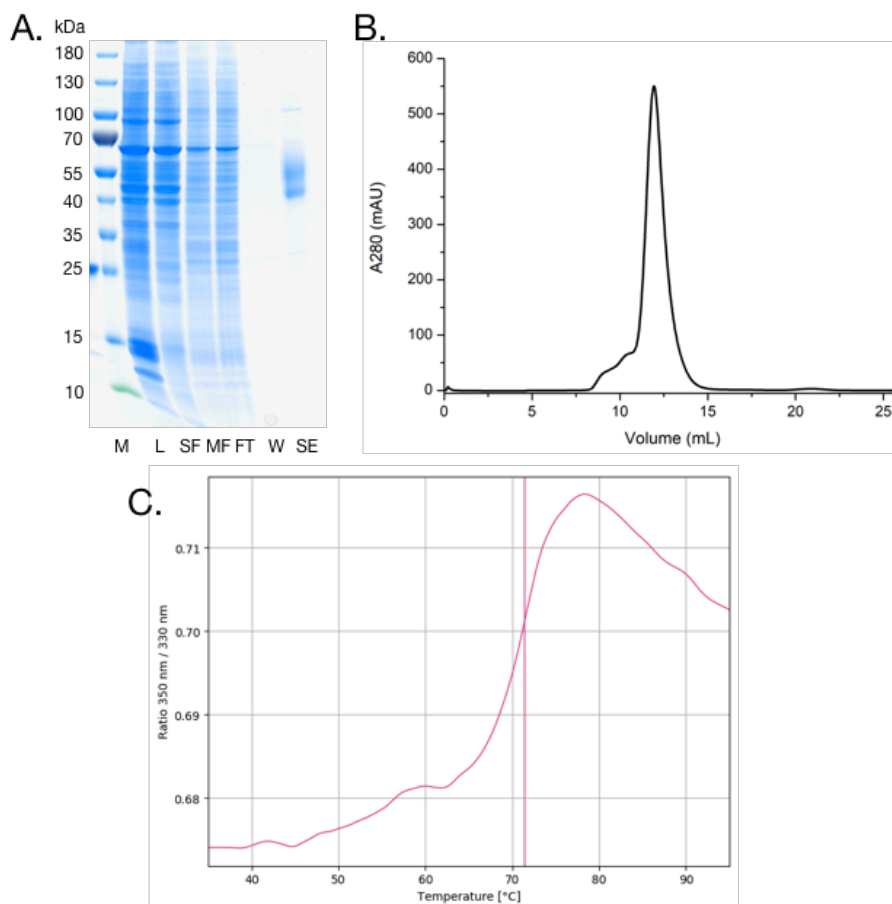 A.
kDa
180
130
100
70
55
40
35
25
15
10
M L SF MF FT W SE
B.
600
500
400
300
200
100
0
A280 (mAU)
0 5 10 15 20 25
Volume (mL)
C.
0.71
0.70
0.69
0.68
Ratio 350 nm / 330 nm
40 50 60 70 80 90
Temperature [°C]